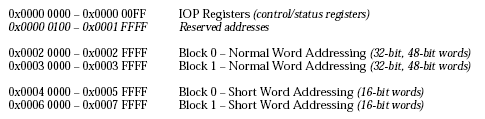 0x0000 0000 – 0x0000 00FF IOP Registers (control/status registers)
0x0000 0100 – 0x0001 FFFF Reserved addresses
0x0002 0000 – 0x0002 FFFF Block 0 – Normal Word Addressing (32-bit, 48-bit words)
0x0003 0000 – 0x0003 FFFF Block 1 – Normal Word Addressing (32-bit, 48-bit words)
0x0004 0000 – 0x0005 FFFF Block 0 – Short Word Addressing (16-bit words)
0x0006 0000 – 0x0007 FFFF Block 1 – Short Word Addressing (16-bit words)